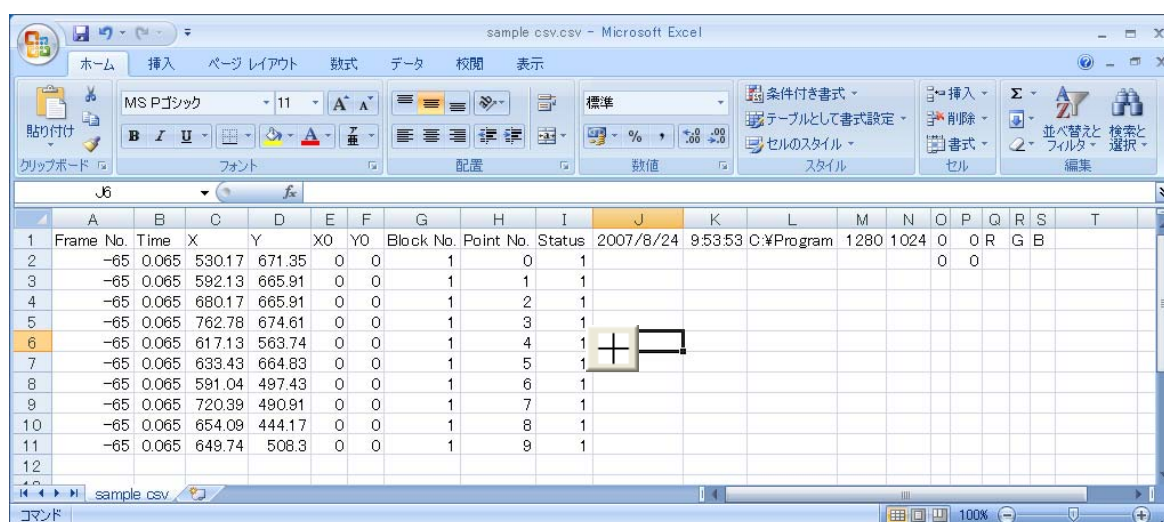 sample csv.csv - Microsoft Excel
ホーム 挿入 ページ レイアウト 数式 データ 校閲 表示
貼り付け
クリップボード
MS Pゴシック 11
B I U
フォント
配置
標準
% ,
数値
条件付き書式
テーブルとして書式設定
セルのスタイル
スタイル
挿入
削除
書式
セル
Σ
並べ替えと
フィルタ
検索と
選択
編集
J6 fx
A B C D E F G H I J K L M N O P Q R S T
1 Frame No. Time X Y X0 Y0 Block No. Point No. Status 2007/8/24 9:53:53 C:¥Program 1280 1024 0 0 R G B
2 -65 0.065 530.17 671.35 0 0 1 0 1 0 0
3 -65 0.065 592.13 665.91 0 0 1 1 1
4 -65 0.065 680.17 665.91 0 0 1 2 1
5 -65 0.065 762.78 674.61 0 0 1 3 1
6 -65 0.065 617.13 563.74 0 0 1 4 1
7 -65 0.065 633.43 664.83 0 0 1 5 1
8 -65 0.065 591.04 497.43 0 0 1 6 1
9 -65 0.065 720.39 490.91 0 0 1 7 1
10 -65 0.065 654.09 444.17 0 0 1 8 1
11 -65 0.065 649.74 508.3 0 0 1 9 1
12
sample csv
コマンド 100%